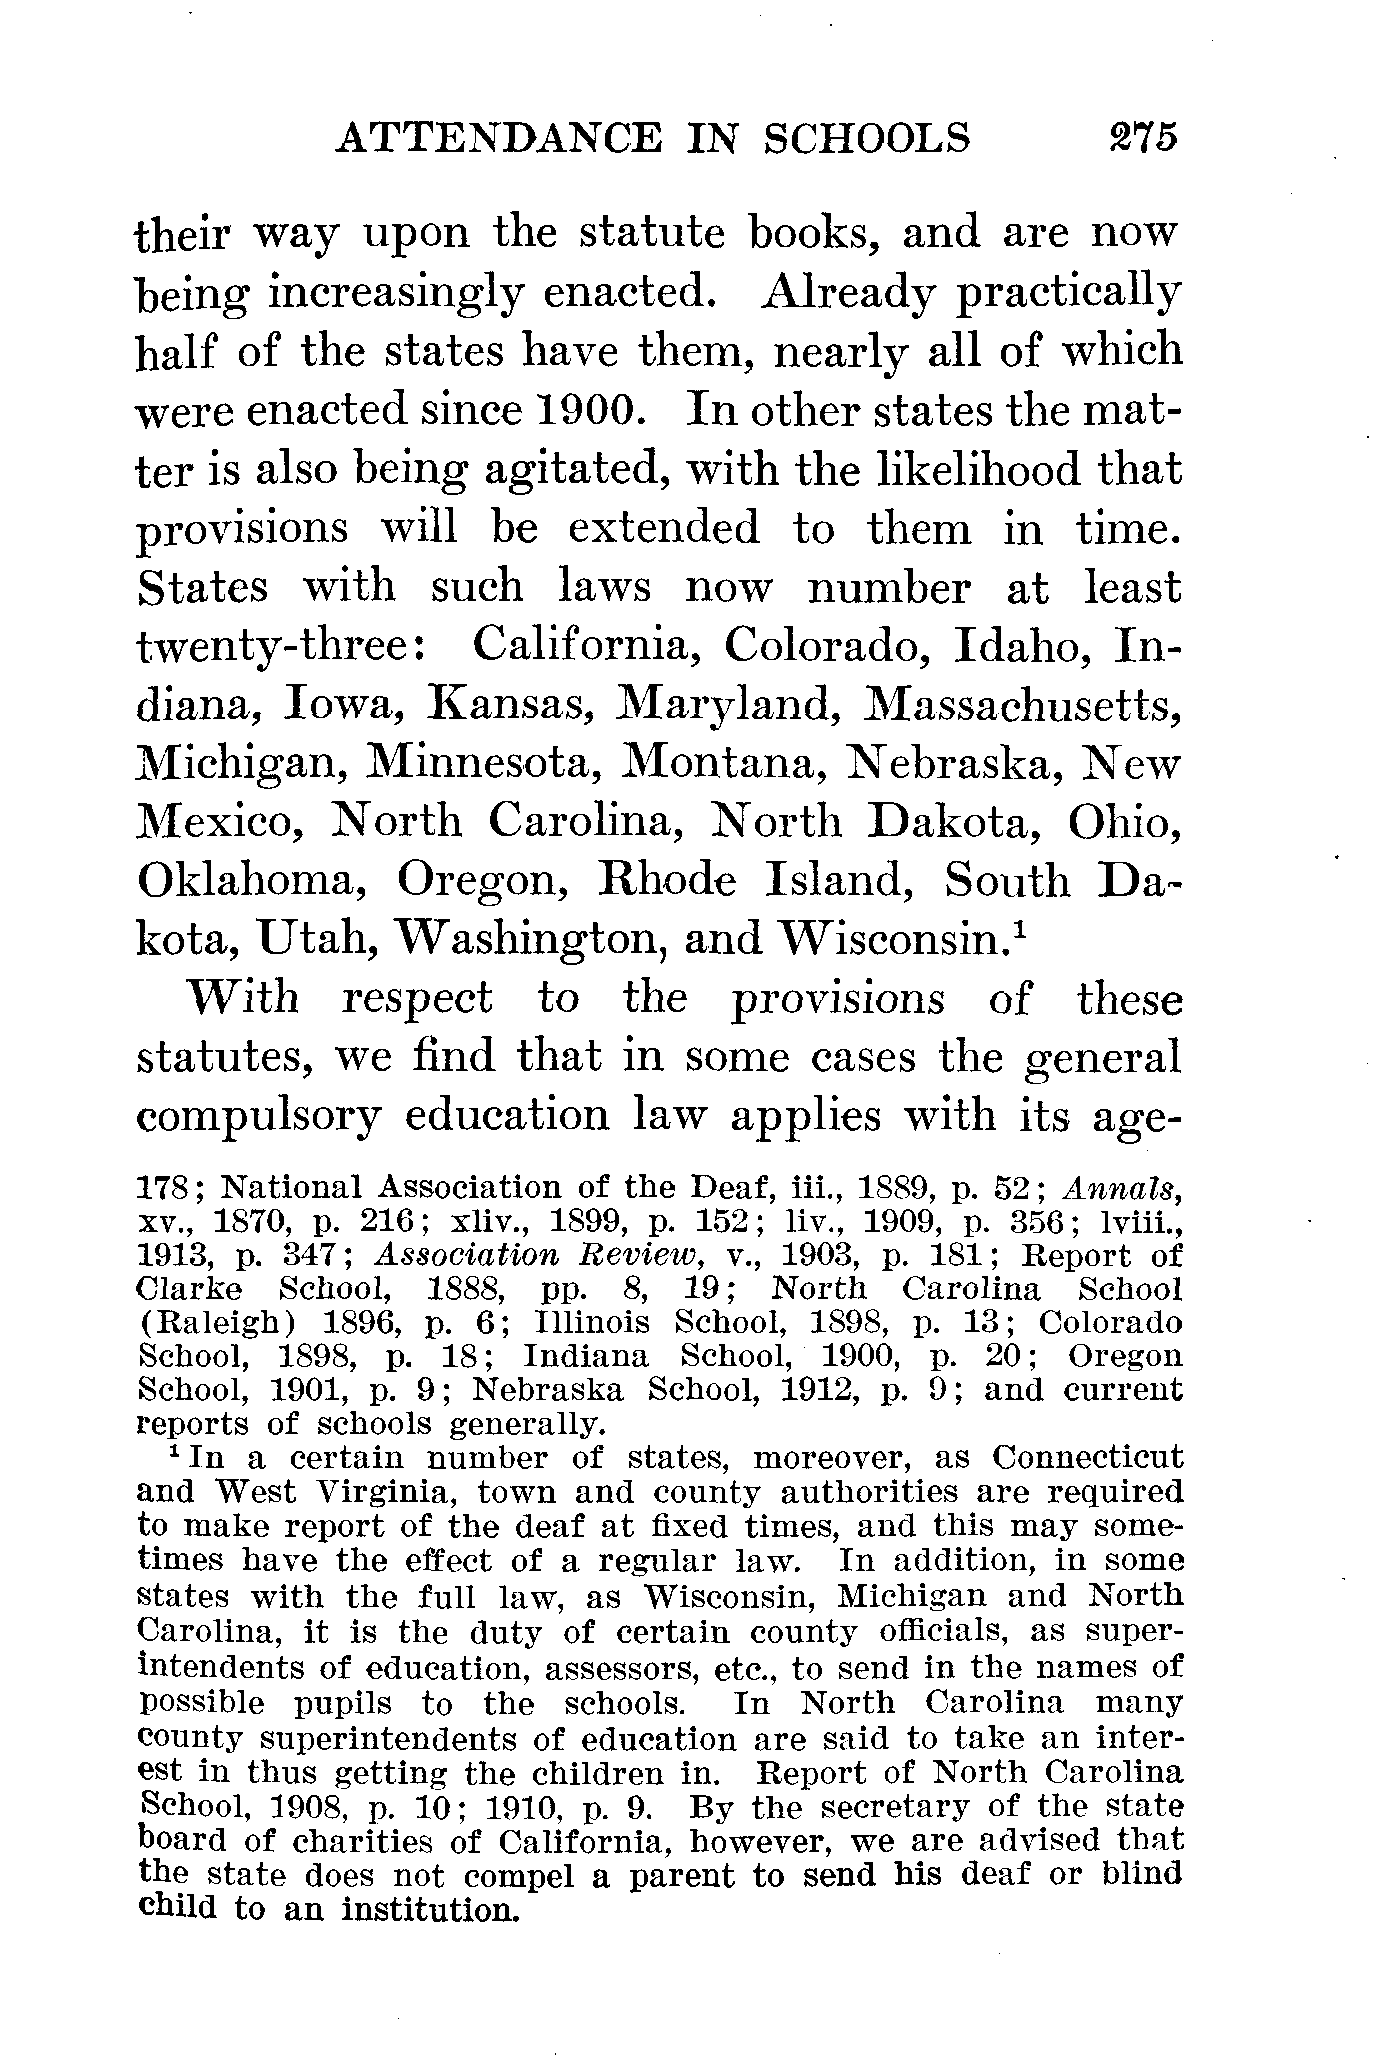 ATTENDANCE IN SCHOOLS 275
their way upon the statute books, and are now
being increasingly enacted. Already practically
half of the states have them, nearly all of which
were enacted since 1900. In other states the mat-
ter is also being agitated, with the likelihood that
provisions will be extended to them in time.
States with such laws now number at least
twenty-three: California, Colorado, Idaho, In-
diana, Iowa, Kansas, Maryland, Massachusetts,
Michigan, Minnesota, Montana, Nebraska, New
Mexico, North Carolina, North Dakota, Ohio,
Oklahoma, Oregon, Rhode Island, South Da-
kota, Utah, Washington, and Wisconsin.¹
With respect to the provisions of these
statutes, we find that in some cases the general
compulsory education law applies with its age-
178; National Association of the Deaf, iii., 1889, p. 52; Annals,
xv., 1870, p. 216; xliv., 1899, p. 152; liv., 1909, p. 356; lviii.,
1913, p. 347; Association Review, v., 1903, p. 181; Report of
Clarke School, 1888, pp. 8, 19; North Carolina School
(Raleigh) 1896, p. 6; Illinois School, 1898, p. 13; Colorado
School, 1898, p. 18; Indiana School, 1900, p. 20; Oregon
School, 1901, p. 9; Nebraska School, 1912, p. 9; and current
reports of schools generally.
¹ In a certain number of states, moreover, as Connecticut
and West Virginia, town and county authorities are required
to make report of the deaf at fixed times, and this may some-
times have the effect of a regular law. In addition, in some
states with the full law, as Wisconsin, Michigan and North
Carolina, it is the duty of certain county officials, as super-
intendents of education, assessors, etc., to send in the names of
possible pupils to the schools. In North Carolina many
county superintendents of education are said to take an inter-
est in thus getting the children in. Report of North Carolina
School, 1908, p. 10; 1910, p. 9. By the secretary of the state
board of charities of California, however, we are advised that
the state does not compel a parent to send his deaf or blind
child to an institution.